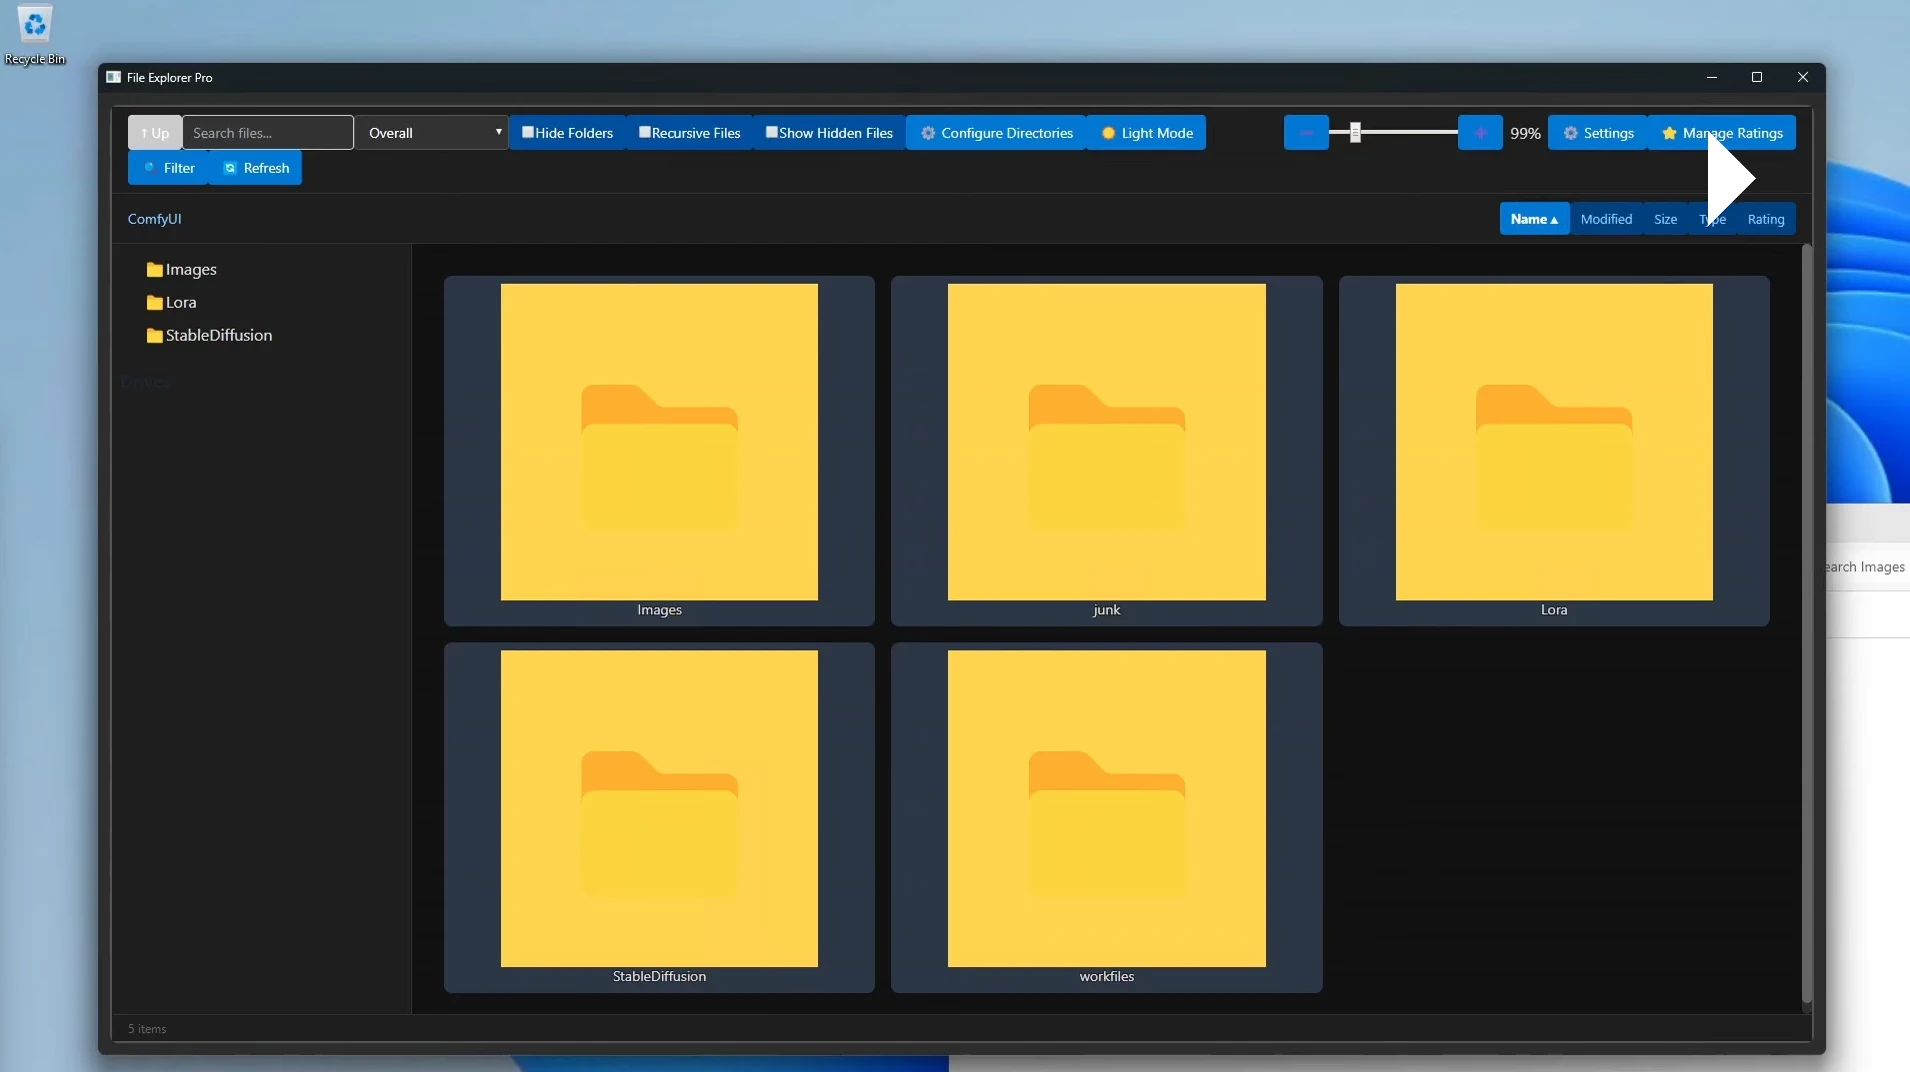 Recycle Bin
File Explorer Pro
↑ Up
Search files...
Overall
Hide Folders
Recursive Files
Show Hidden Files
Configure Directories
Light Mode
99%
Settings
Manage Ratings
Filter
Refresh
ComfyUI
Name ▲
Modified
Size
Type
Rating
Images
Lora
StableDiffusion
Drives
Images
junk
Lora
earch Images
StableDiffusion
workfiles
5 items